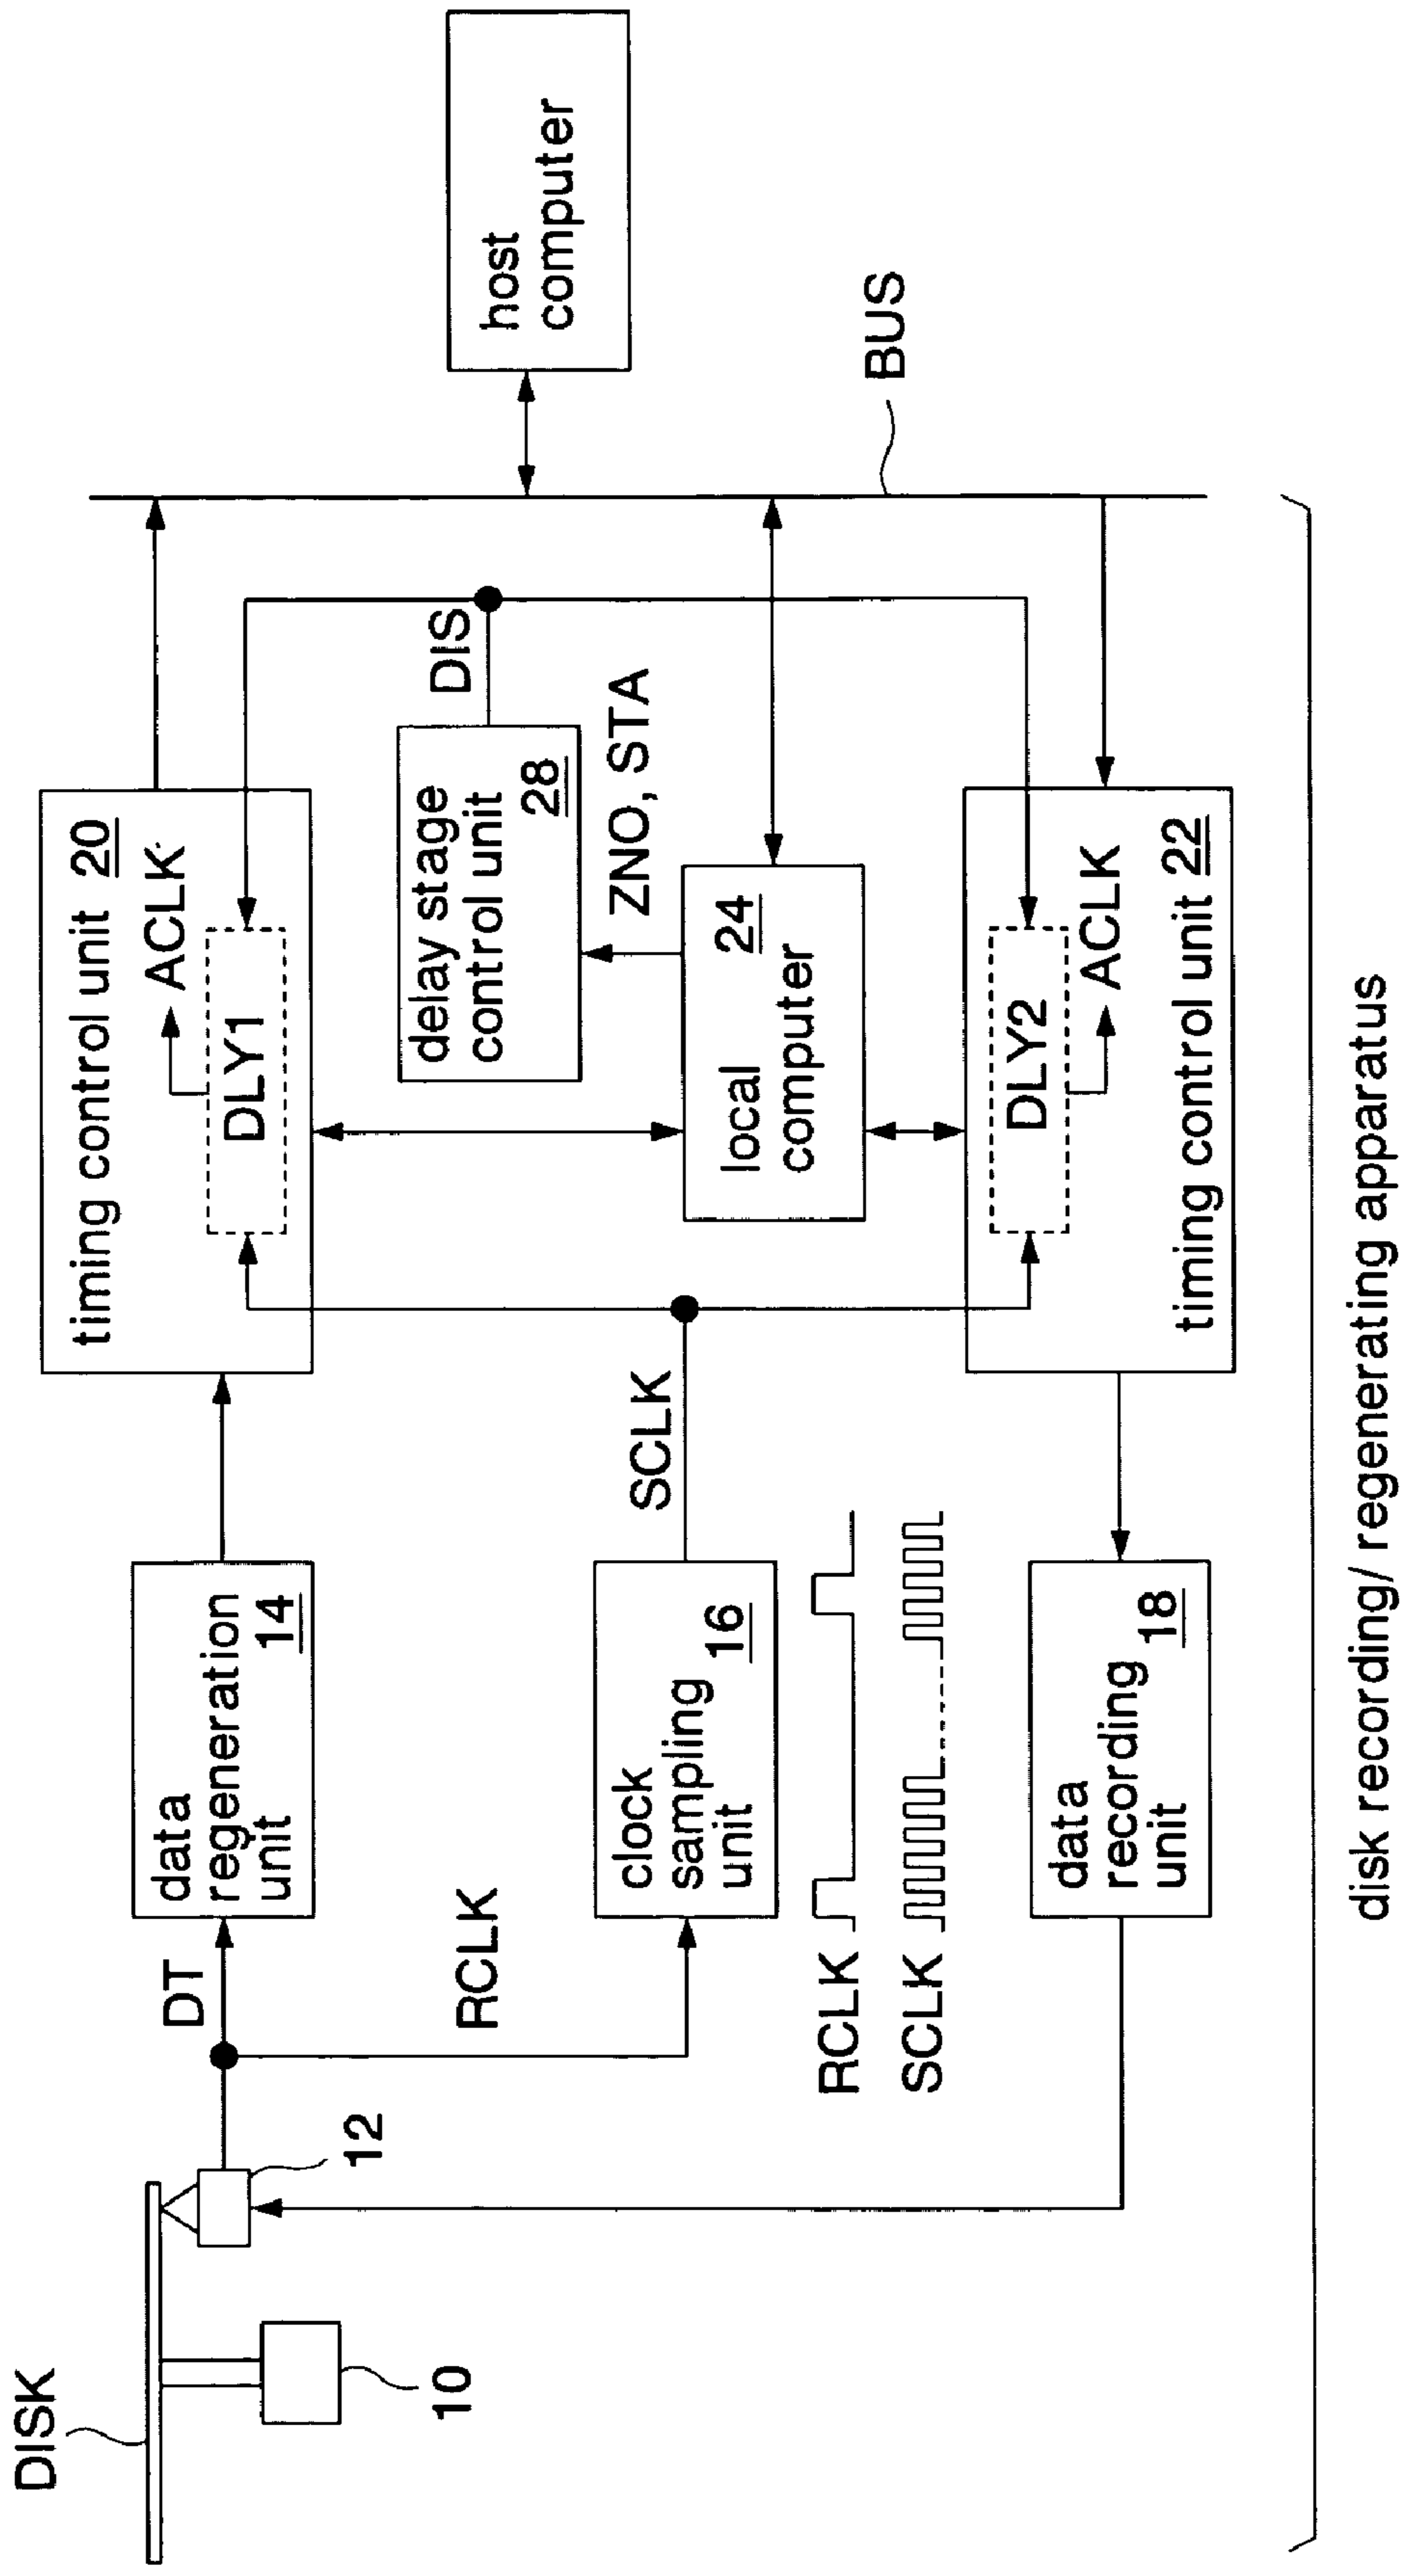 DISK
10
12
DT
RCLK
data
regeneration
unit
14
clock
sampling
unit
16
RCLK
SCLK
data
recording
unit
18
SCLK
timing control unit 20
ACLK
DLY1
delay stage
control unit
28
DIS
ZNO, STA
local
computer
24
DLY2
ACLK
timing control unit 22
BUS
host
computer
disk recording/ regenerating apparatus